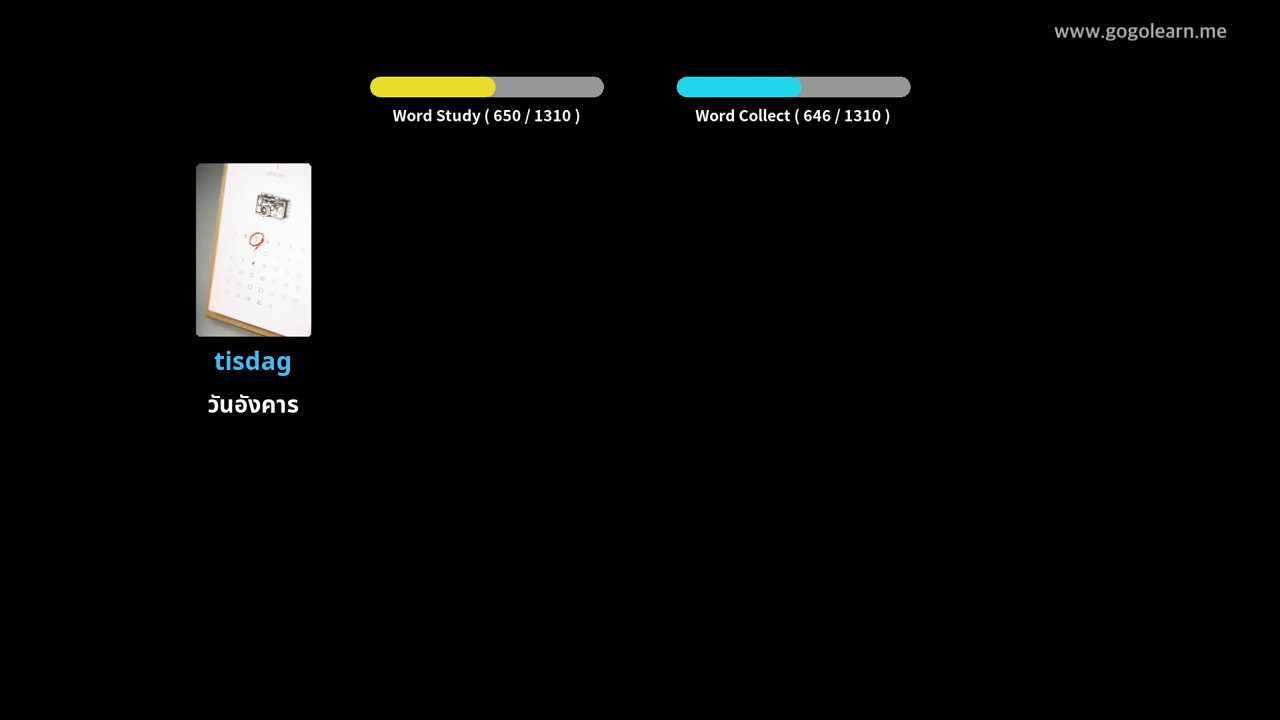 www.gogolearn.me
Word Study ( 650 / 1310 )
Word Collect ( 646 / 1310 )
tisdag
วันอังคาร